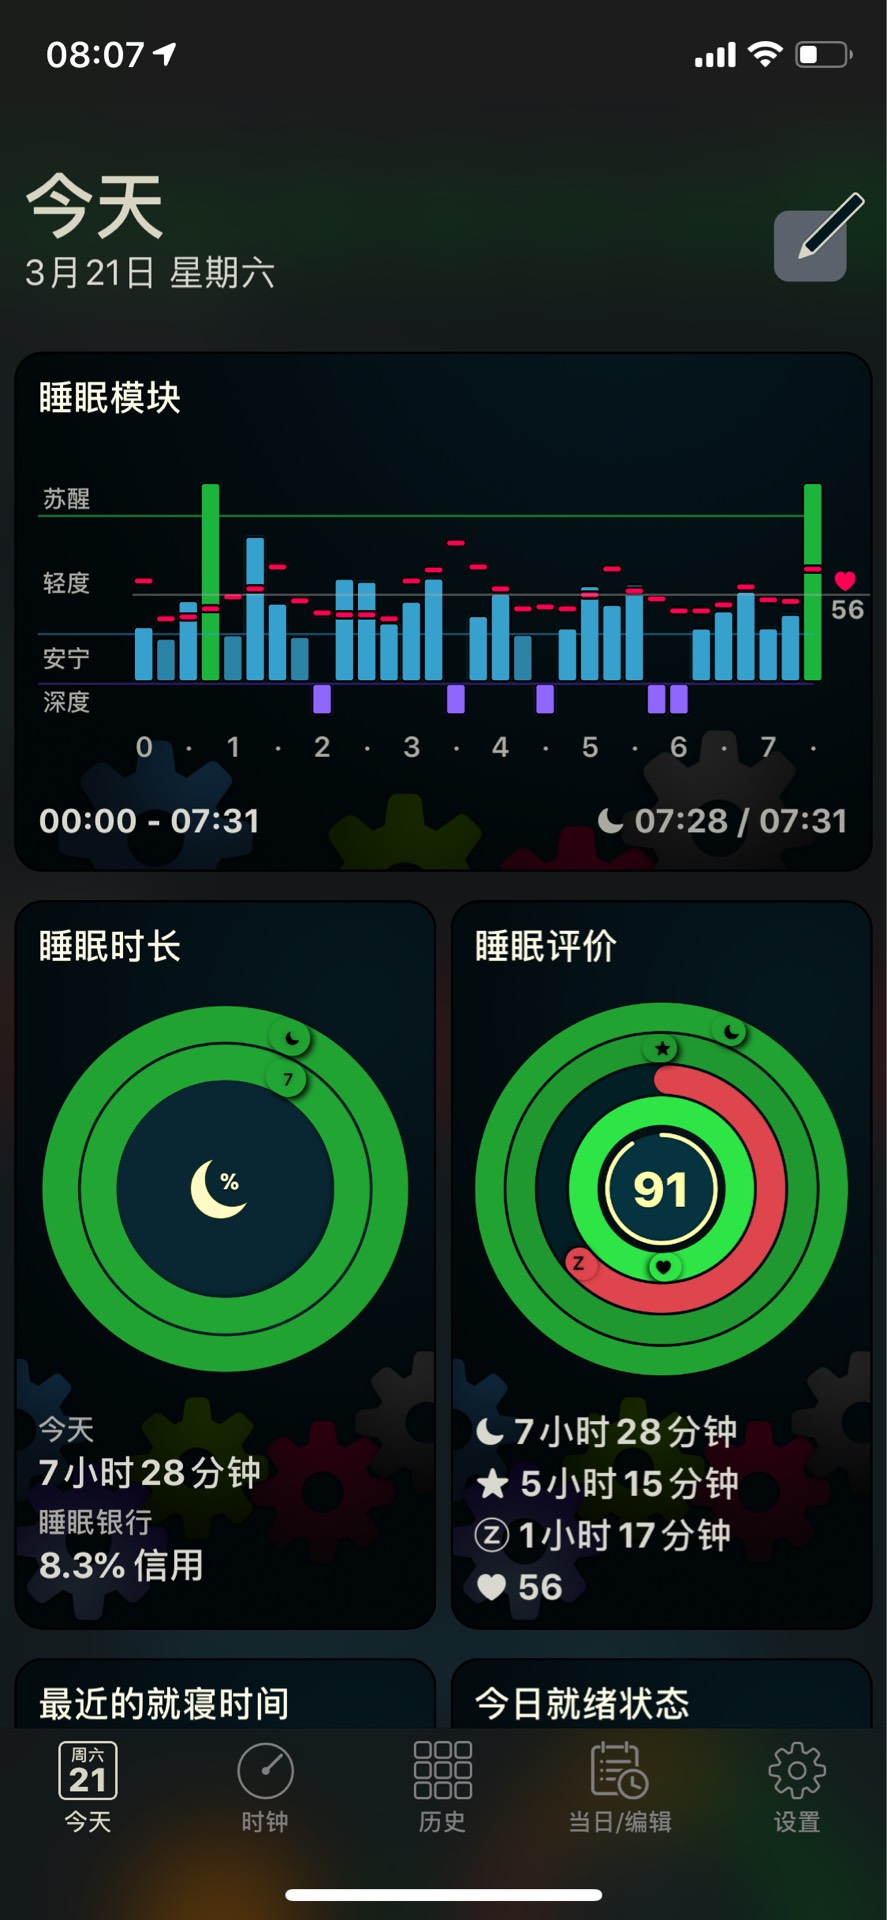 08:07
今天
3月21日 星期六
睡眠模块
苏醒
轻度
56
安宁
深度
0 · 1 · 2 · 3 · 4 · 5 · 6 · 7 ·
00:00 - 07:31
07:28 / 07:31
睡眠时长
7
%
今天
7小时28分钟
睡眠银行
8.3% 信用
睡眠评价
91
Z
7小时28分钟
5小时15分钟
Z 1小时17分钟
56
最近的就寝时间
今日就绪状态
周六
21
今天
时钟
历史
当日/编辑
设置